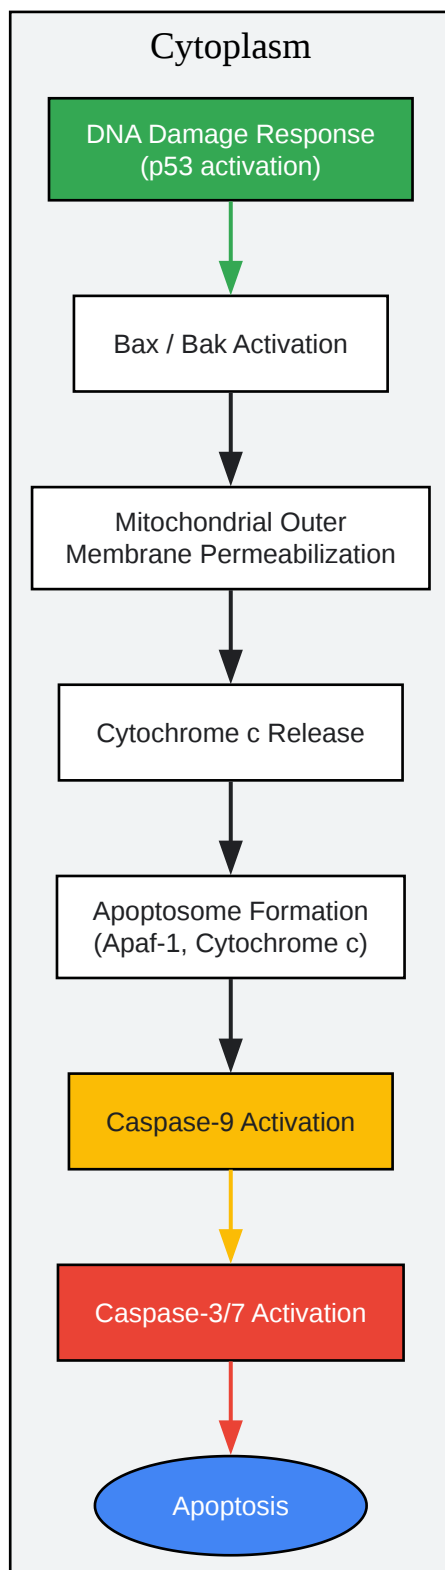 Cytoplasm
DNA Damage Response
(p53 activation)
Bax / Bak Activation
Mitochondrial Outer
Membrane Permeabilization
Cytochrome c Release
Apoptosome Formation
(Apaf-1, Cytochrome c)
Caspase-9 Activation
Caspase-3/7 Activation
Apoptosis